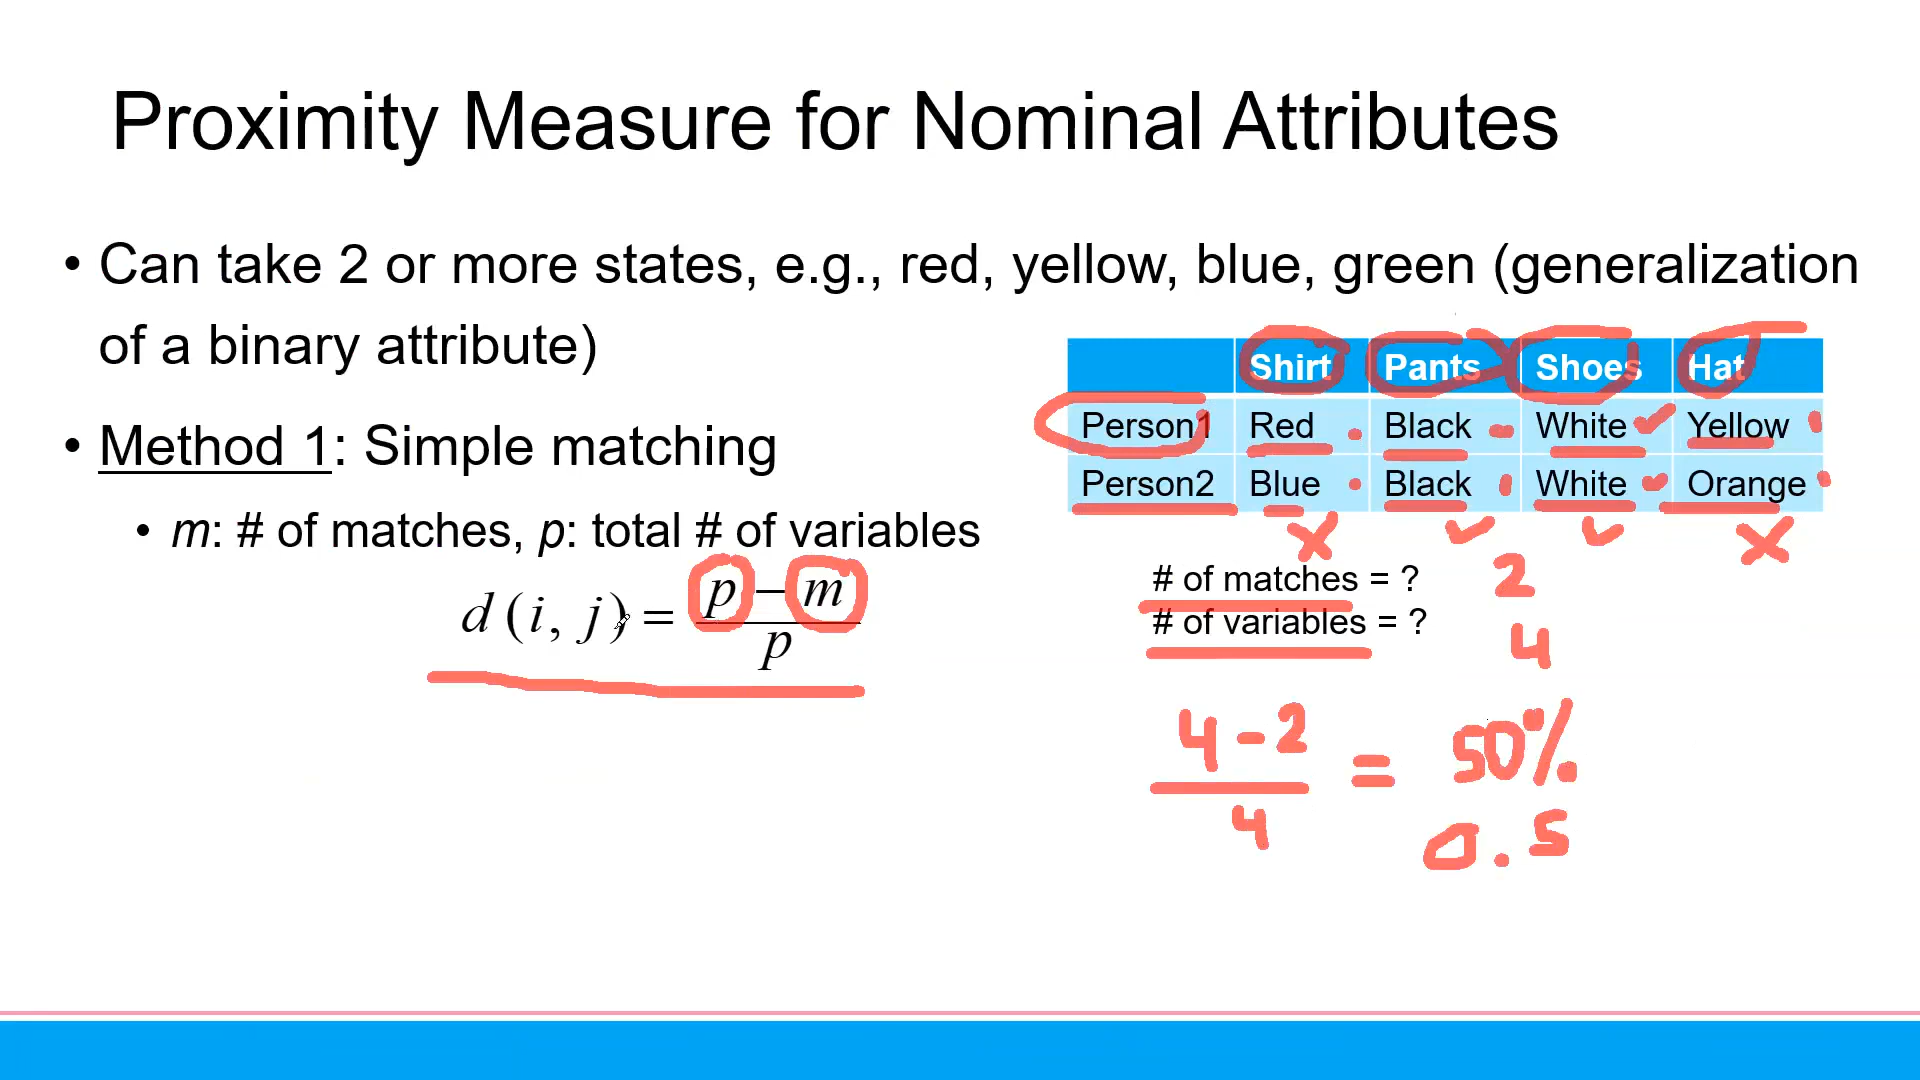 Proximity Measure for Nominal Attributes
• Can take 2 or more states, e.g., red, yellow, blue, green (generalization
of a binary attribute)
• Method 1: Simple matching
• m: # of matches, p: total # of variables
d (i, j) = p − m / p
Shirt Pants Shoes Hat
Person1 Red Black White Yellow
Person2 Blue Black White Orange
# of matches = ? 2
# of variables = ? 4
4 - 2 / 4 = 50%
0.5